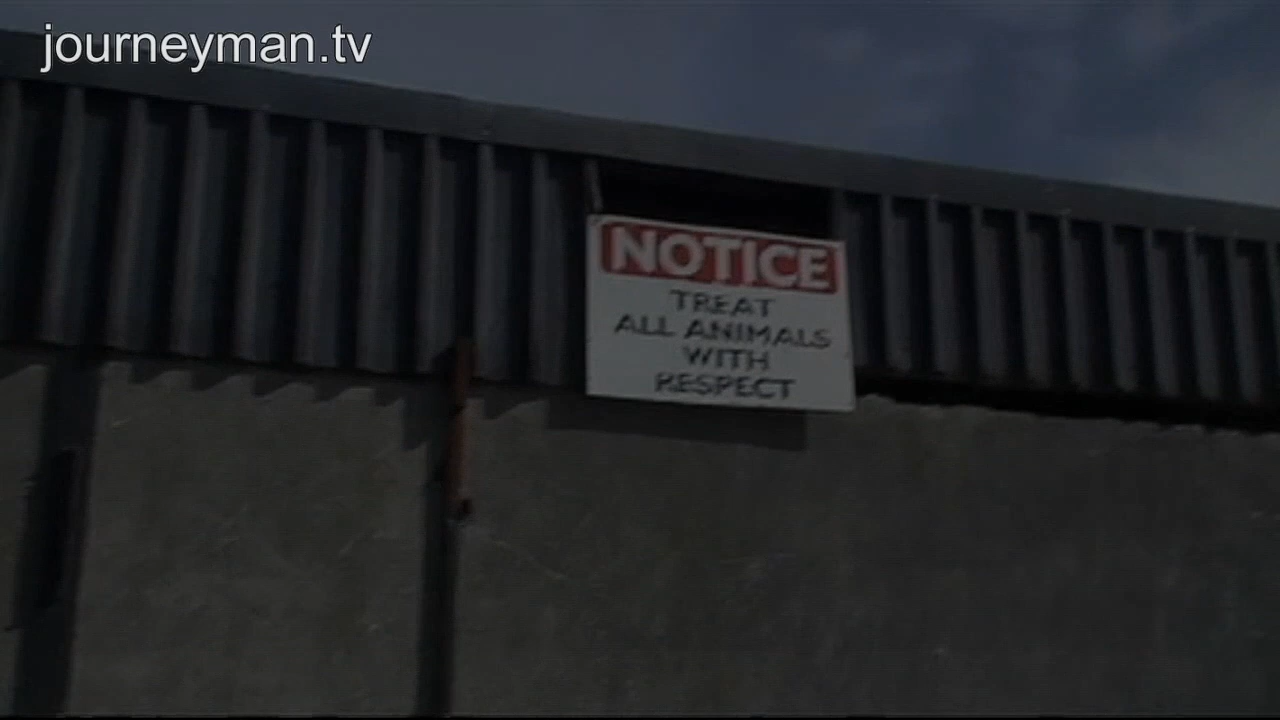 journeyman.tv
NOTICE
TREAT
ALL ANIMALS
WITH
RESPECT